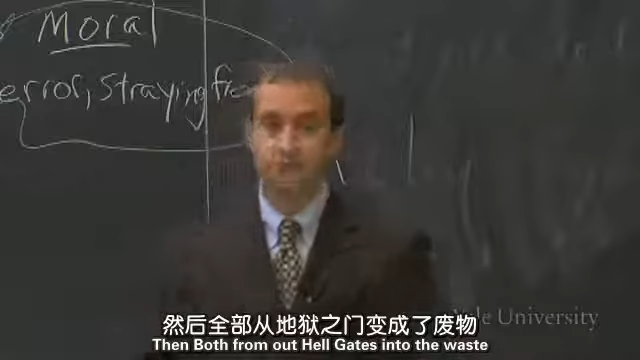 Moral
error, straying fr
Yale University
然后全部从地狱之门变成了废物
Then Both from out Hell Gates into the waste